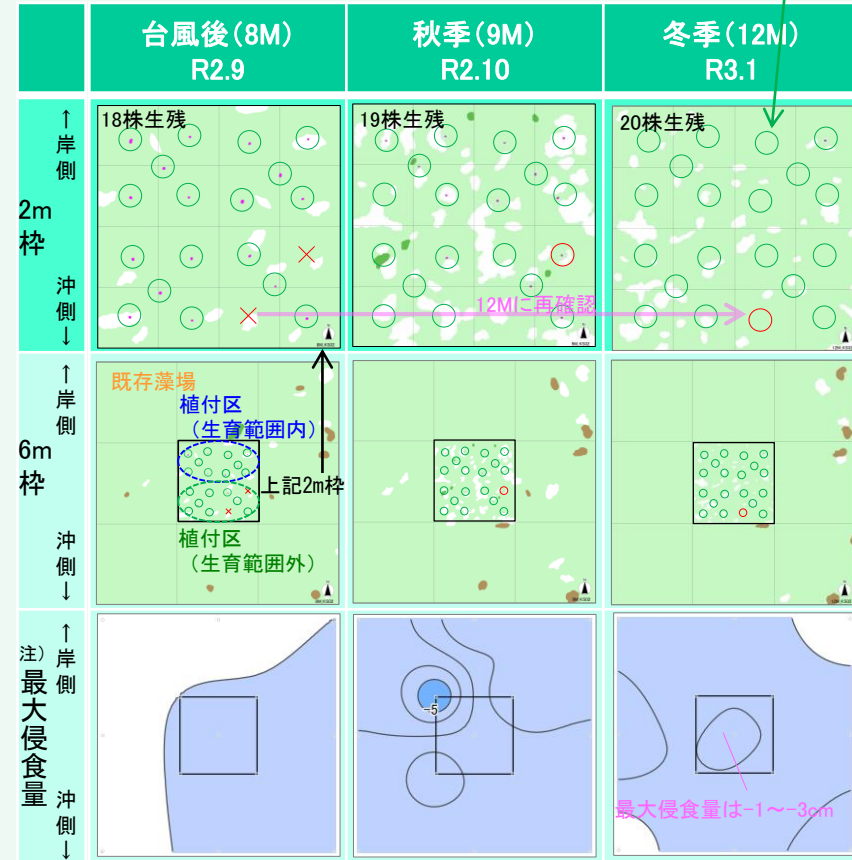 台風後(8M)
R2.9
秋季(9M)
R2.10
冬季(12M)
R3.1
↑岸側
2m枠
沖側↓
18株生残
19株生残
20株生残
12Mに再確認
↑岸側
6m枠
沖側↓
既存藻場
植付区
（生育範囲内）
上記2m枠
植付区
（生育範囲外）
↑岸側
注）
最大侵食量
沖側↓
-5
最大侵食量は-1～-3cm